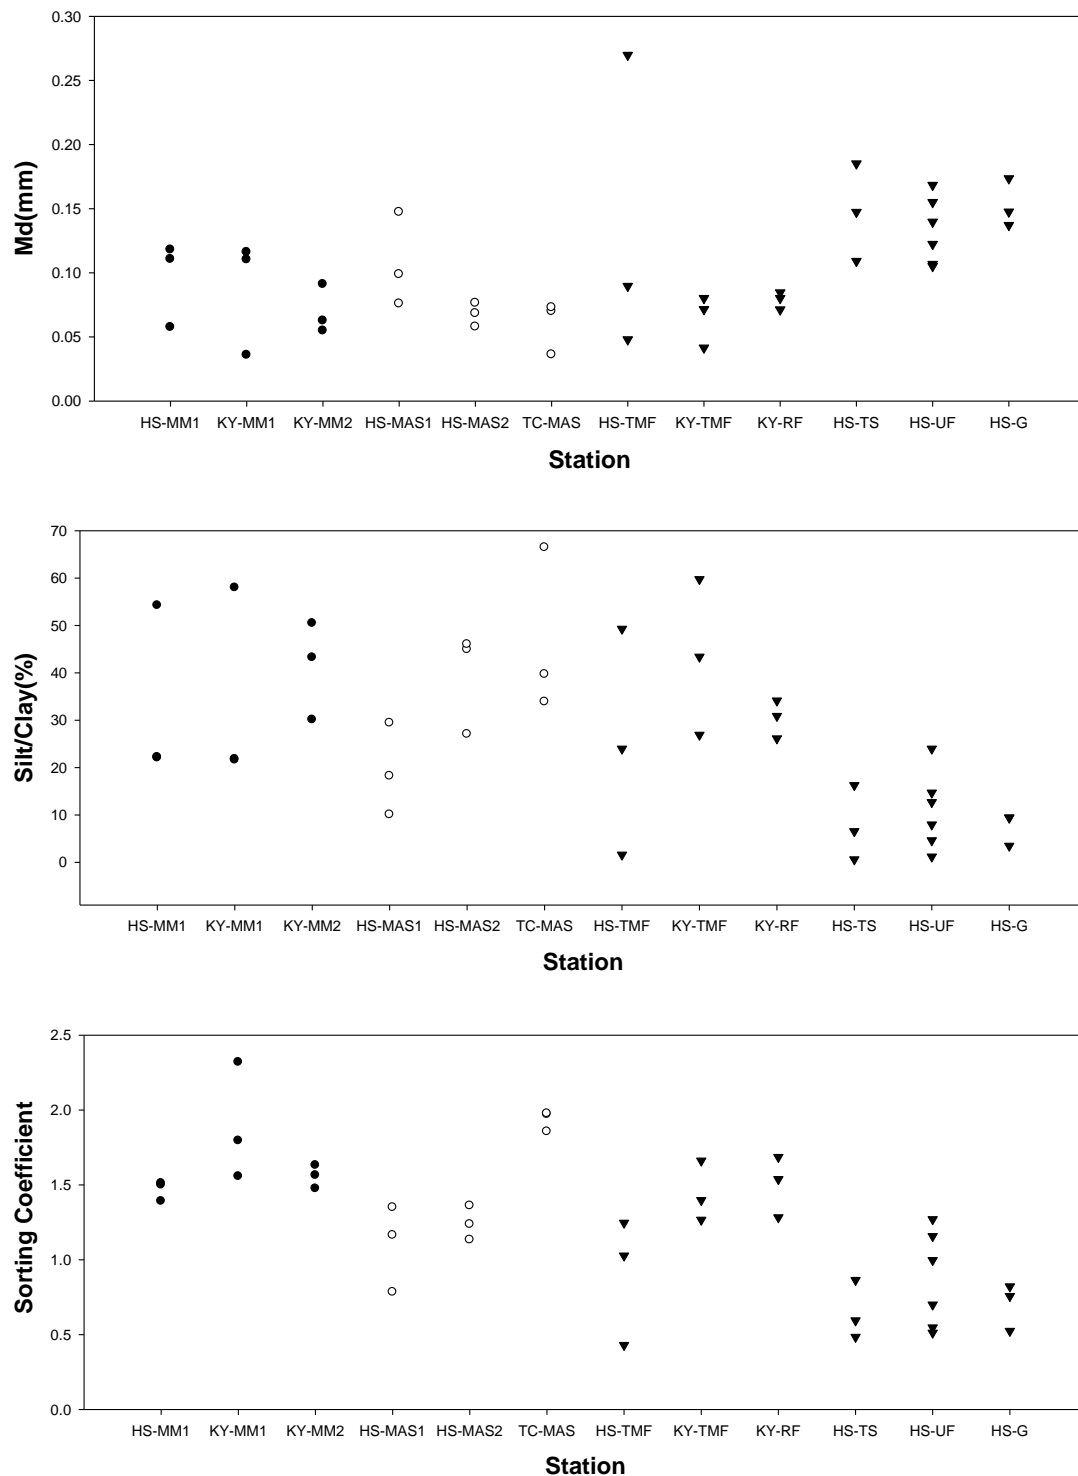 0.30
0.25
0.20
0.15
0.10
0.05
0.00
Md(mm)
HS-MM1 KY-MM1 KY-MM2 HS-MAS1 HS-MAS2 TC-MAS HS-TMF KY-TMF KY-RF HS-TS HS-UF HS-G
Station
70
60
50
40
30
20
10
0
Silt/Clay(%)
HS-MM1 KY-MM1 KY-MM2 HS-MAS1 HS-MAS2 TC-MAS HS-TMF KY-TMF KY-RF HS-TS HS-UF HS-G
Station
2.5
2.0
1.5
1.0
0.5
0.0
Sorting Coefficient
HS-MM1 KY-MM1 KY-MM2 HS-MAS1 HS-MAS2 TC-MAS HS-TMF KY-TMF KY-RF HS-TS HS-UF HS-G
Station